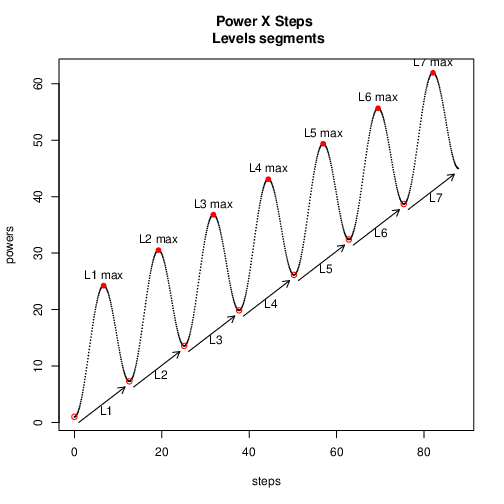 Power X Steps
Levels segments
L7 max
L6 max
L5 max
L4 max
L3 max
L2 max
L1 max
L7
L6
L5
L4
L3
L2
L1
60
50
40
30
20
10
0
powers
0 20 40 60 80
steps